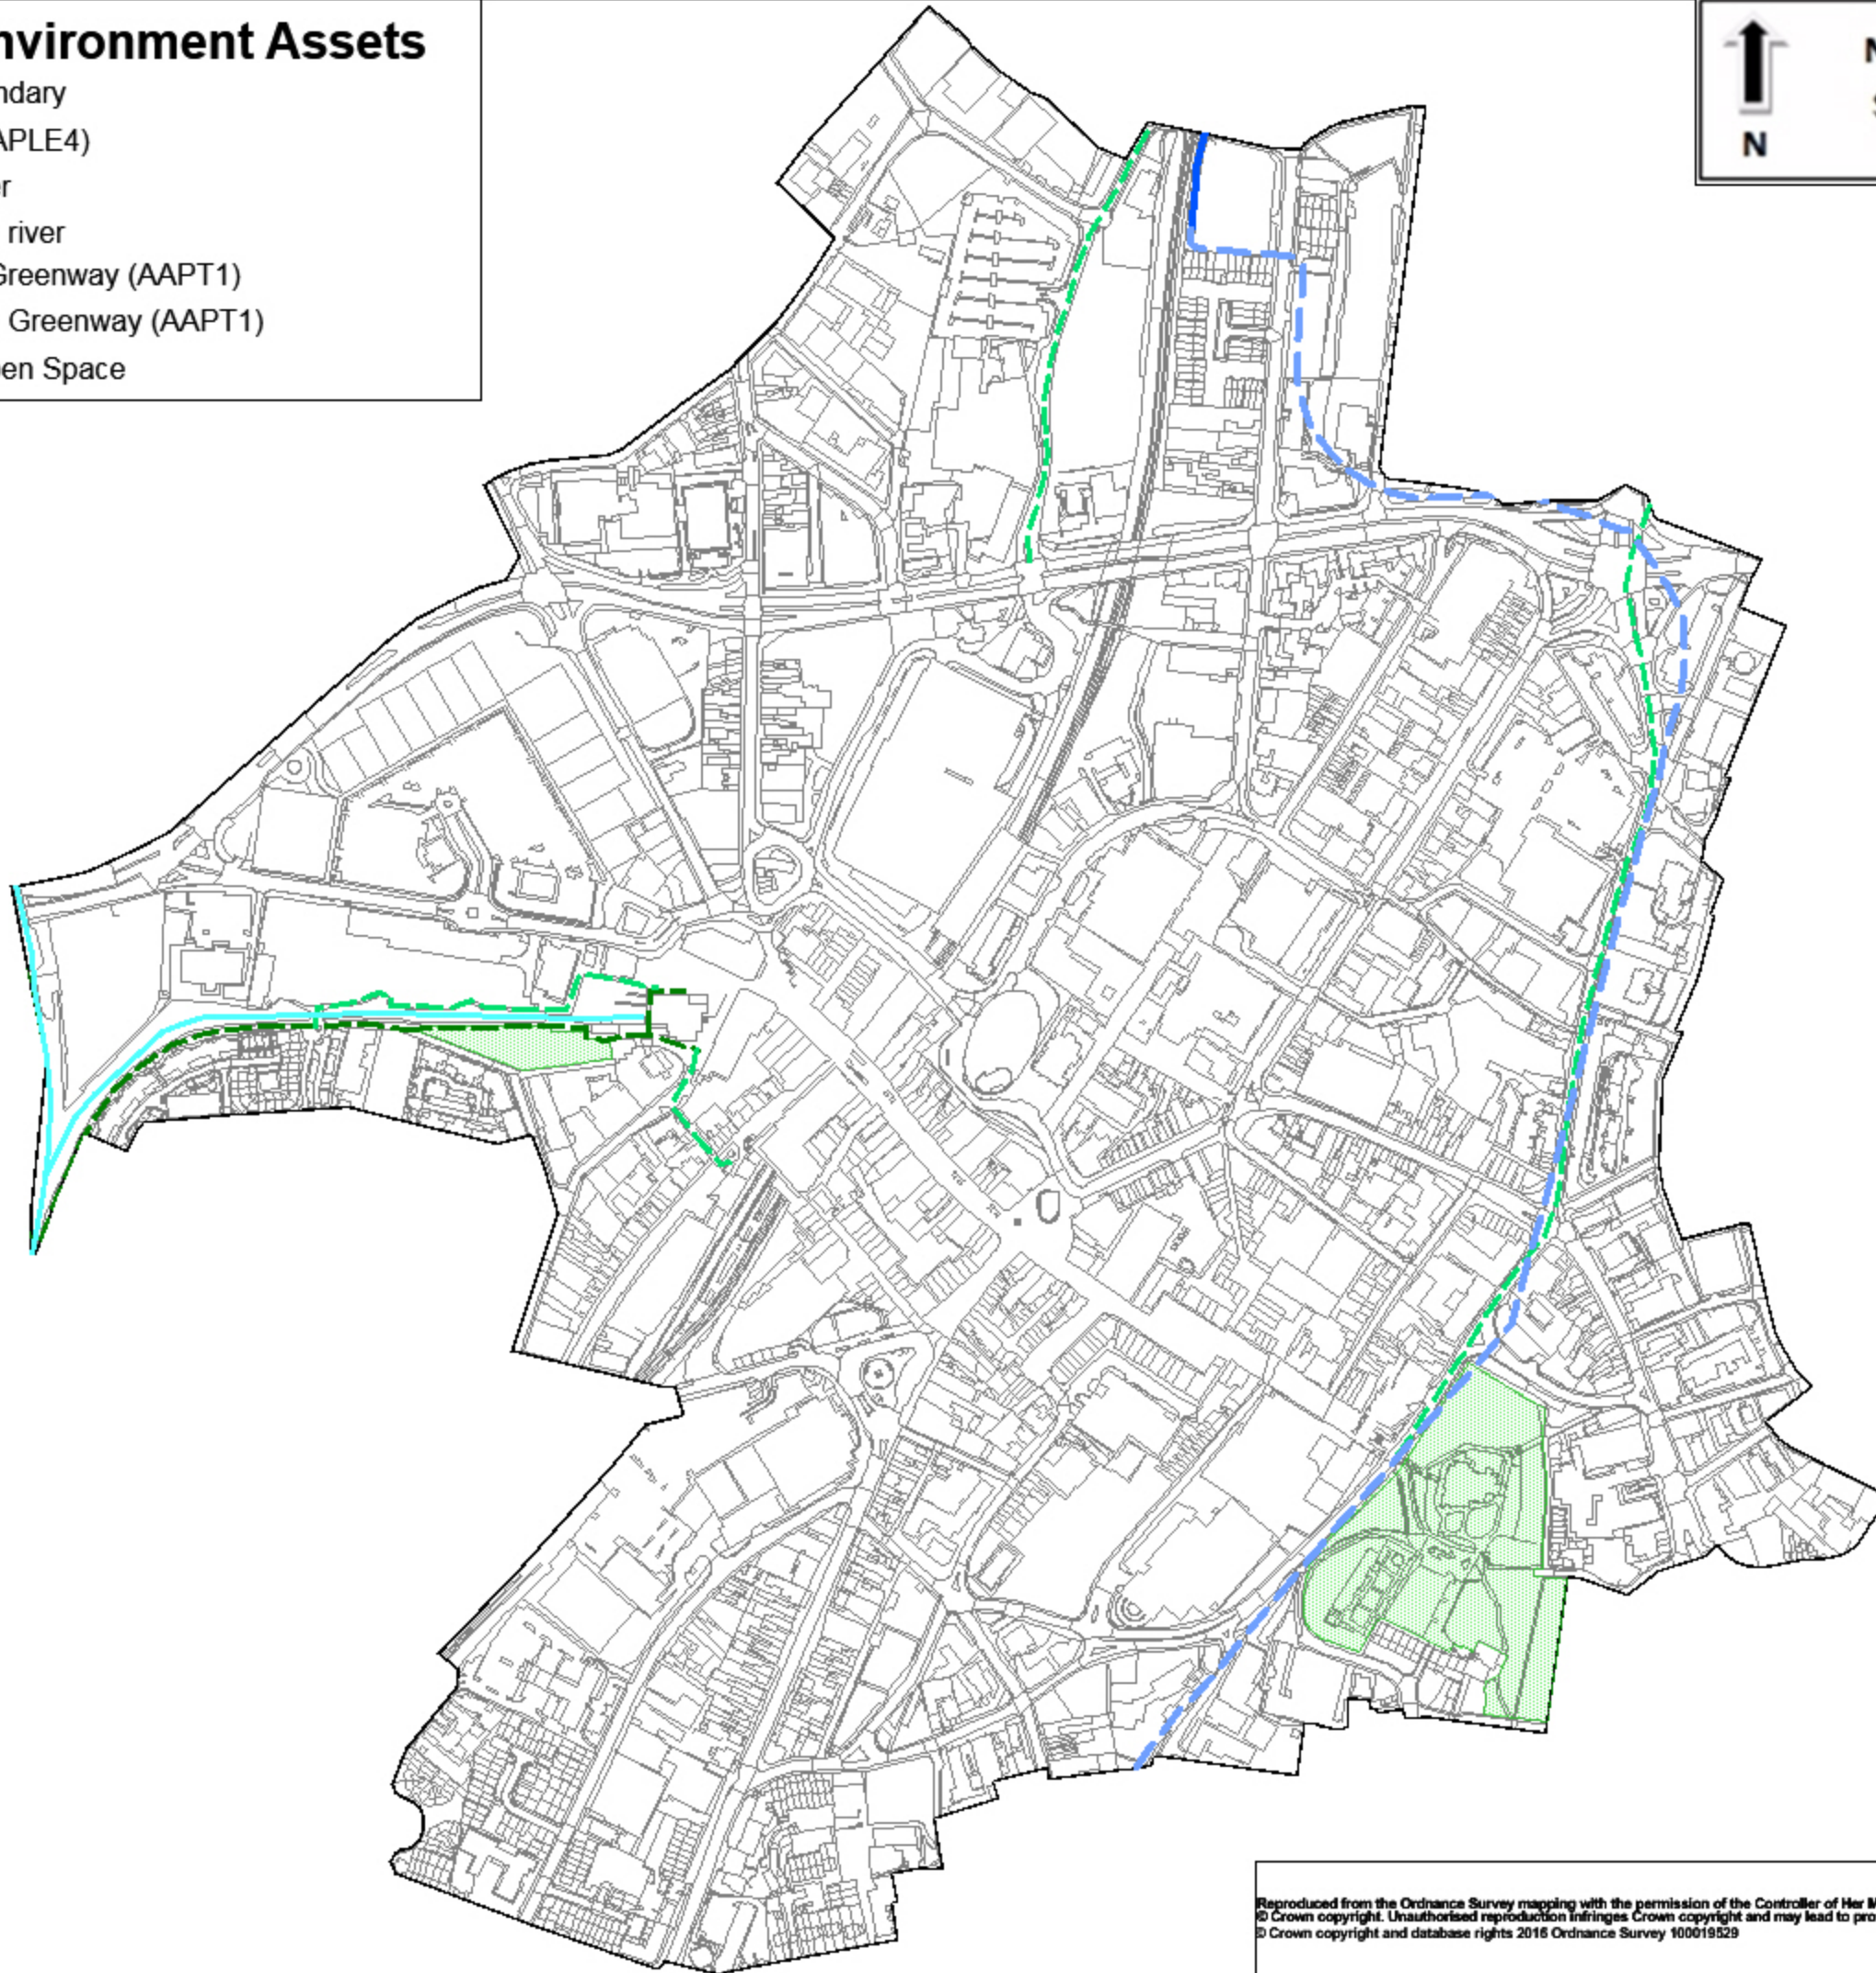 nvironment Assets
ndary
APLE4)
er
river
Greenway (AAPT1)
Greenway (AAPT1)
en Space
N
N
S
Reproduced from the Ordnance Survey mapping with the permission of the Controller of Her M
© Crown copyright. Unauthorised reproduction infringes Crown copyright and may lead to pro
© Crown copyright and database rights 2016 Ordnance Survey 100019529